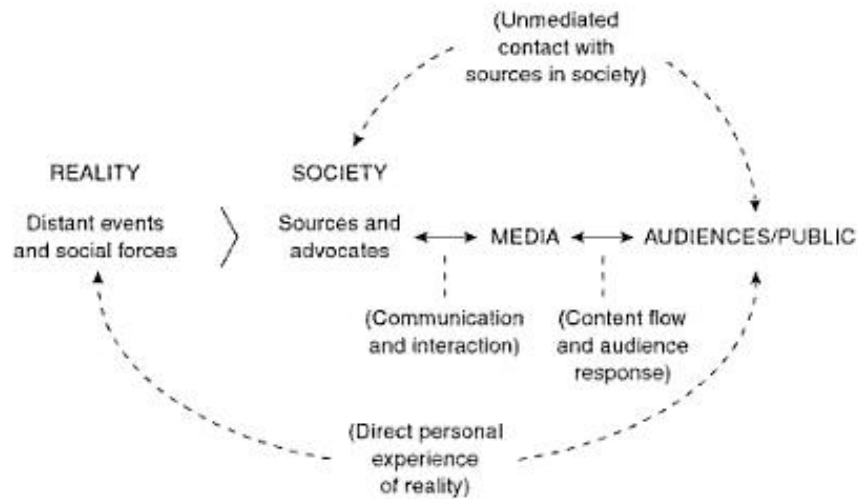 (Unmediated
contact with
sources in society)
REALITY
SOCIETY
Distant events
and social forces
Sources and
advocates
MEDIA
AUDIENCES/PUBLIC
(Communication
and interaction)
(Content flow
and audience
response)
(Direct personal
experience
of reality)